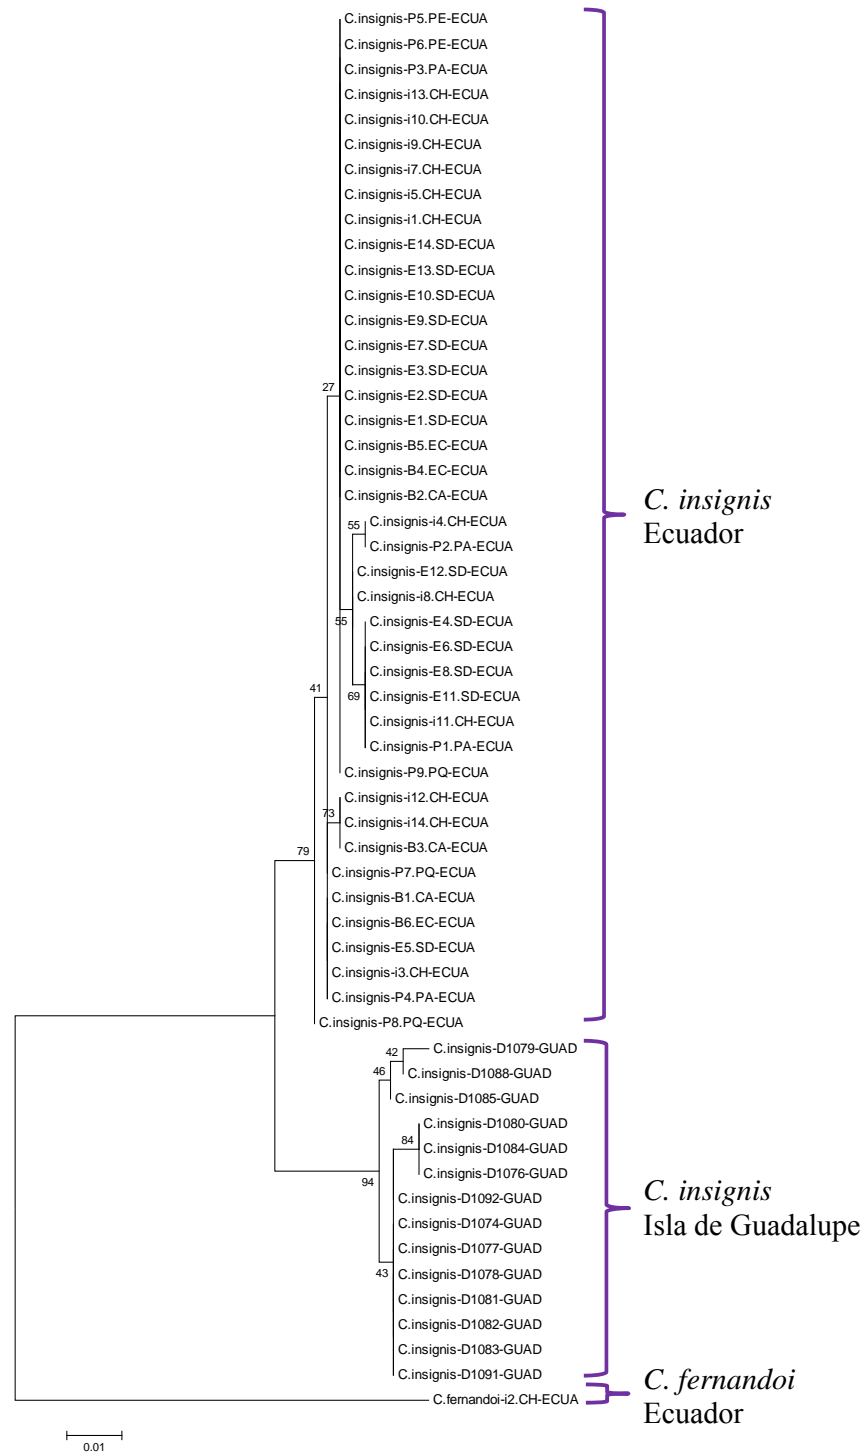 C.insignis-P5.PE-ECUA
C.insignis-P6.PE-ECUA
C.insignis-P3.PA-ECUA
C.insignis-i13.CH-ECUA
C.insignis-i10.CH-ECUA
C.insignis-i9.CH-ECUA
C.insignis-i7.CH-ECUA
C.insignis-i5.CH-ECUA
C.insignis-i1.CH-ECUA
C.insignis-E14.SD-ECUA
C.insignis-E13.SD-ECUA
C.insignis-E10.SD-ECUA
C.insignis-E9.SD-ECUA
C.insignis-E7.SD-ECUA
C.insignis-E3.SD-ECUA
27
C.insignis-E2.SD-ECUA
C.insignis-E1.SD-ECUA
C.insignis-B5.EC-ECUA
C.insignis-B4.EC-ECUA
C.insignis-B2.CA-ECUA
C. insignis
Ecuador
C.insignis-i4.CH-ECUA
55
C.insignis-P2.PA-ECUA
C.insignis-E12.SD-ECUA
C.insignis-i8.CH-ECUA
55
C.insignis-E4.SD-ECUA
C.insignis-E6.SD-ECUA
C.insignis-E8.SD-ECUA
41
69
C.insignis-E11.SD-ECUA
C.insignis-i11.CH-ECUA
C.insignis-P1.PA-ECUA
C.insignis-P9.PQ-ECUA
C.insignis-i12.CH-ECUA
73
C.insignis-i14.CH-ECUA
C.insignis-B3.CA-ECUA
79
C.insignis-P7.PQ-ECUA
C.insignis-B1.CA-ECUA
C.insignis-B6.EC-ECUA
C.insignis-E5.SD-ECUA
C.insignis-i3.CH-ECUA
C.insignis-P4.PA-ECUA
C.insignis-P8.PQ-ECUA
C.insignis-D1079-GUAD
42
C.insignis-D1088-GUAD
46
C.insignis-D1085-GUAD
C.insignis-D1080-GUAD
84
C.insignis-D1084-GUAD
C.insignis-D1076-GUAD
94
C.insignis-D1092-GUAD
C. insignis
Isla de Guadalupe
C.insignis-D1074-GUAD
C.insignis-D1077-GUAD
43
C.insignis-D1078-GUAD
C.insignis-D1081-GUAD
C.insignis-D1082-GUAD
C.insignis-D1083-GUAD
C.insignis-D1091-GUAD
C. fernandoi
Ecuador
C.fernandoi-i2.CH-ECUA
0.01